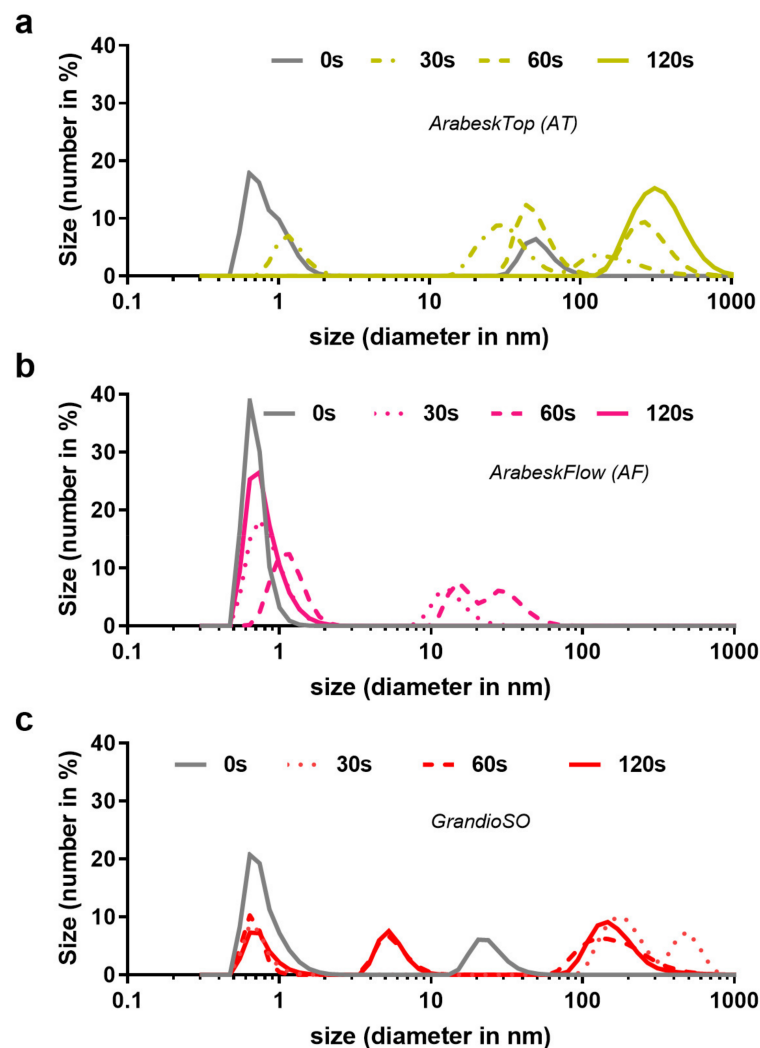 a
40
30
20
10
0
Size (number in %)
0s 30s 60s 120s
ArabeskTop (AT)
0.1 1 10 100 1000
size (diameter in nm)
b
40
30
20
10
0
Size (number in %)
0s 30s 60s 120s
ArabeskFlow (AF)
0.1 1 10 100 1000
size (diameter in nm)
c
40
30
20
10
0
Size (number in %)
0s 30s 60s 120s
GrandioSO
0.1 1 10 100 1000
size (diameter in nm)